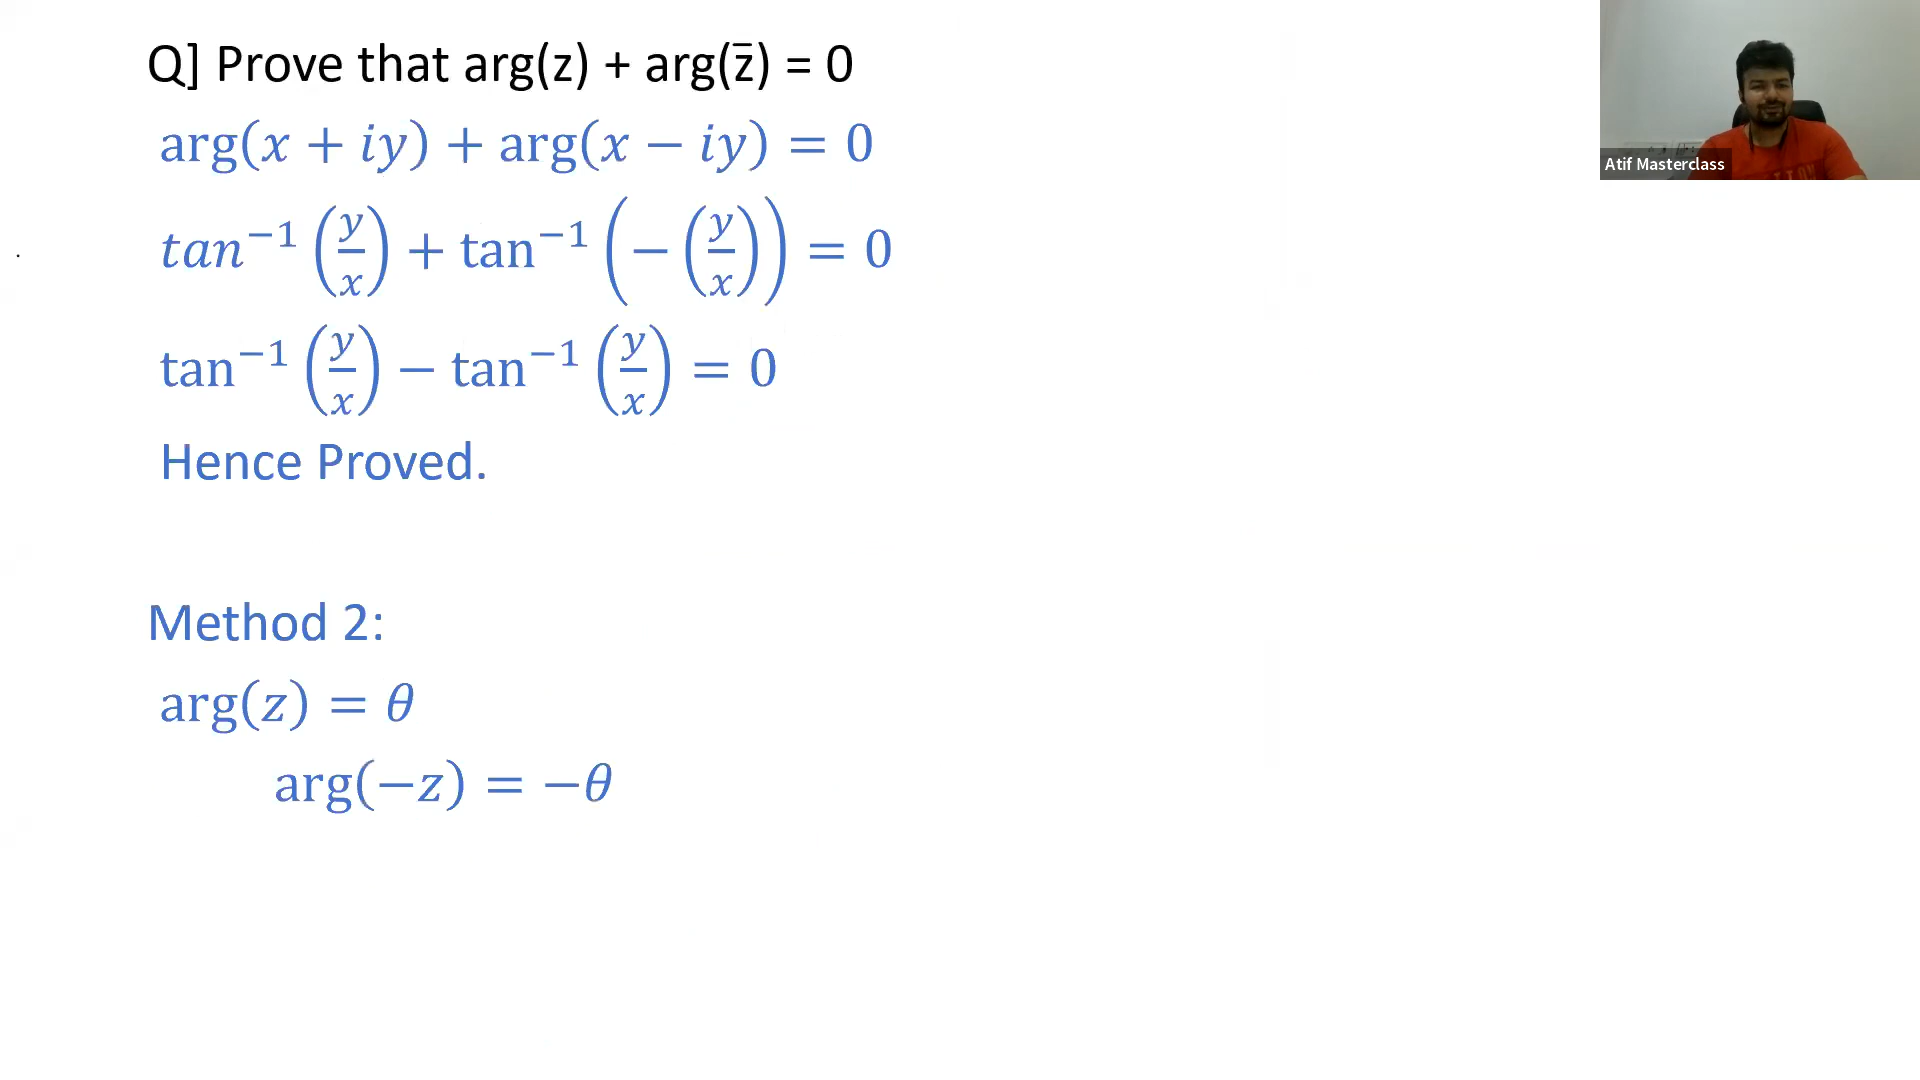 Q] Prove that arg(z) + arg(z̄) = 0
arg(x + iy) + arg(x − iy) = 0
tan⁻¹(y/x) + tan⁻¹(−(y/x)) = 0
tan⁻¹(y/x) − tan⁻¹(y/x) = 0
Hence Proved.
Method 2:
arg(z) = θ
arg(−z) = −θ
Atif Masterclass